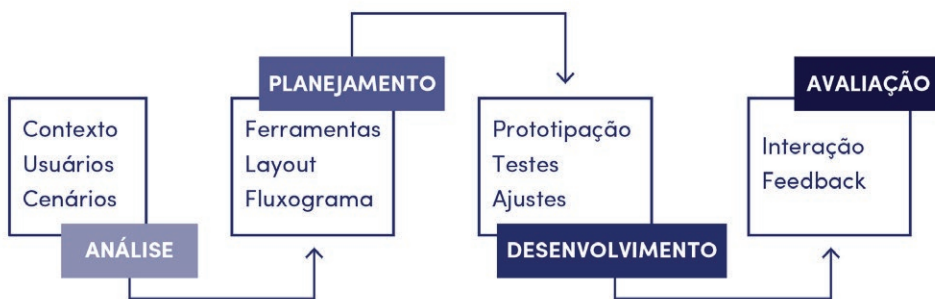 Contexto
Usuários
Cenários
ANÁLISE
PLANEJAMENTO
Ferramentas
Layout
Fluxograma
Prototipação
Testes
Ajustes
DESENVOLVIMENTO
AVALIAÇÃO
Interação
Feedback